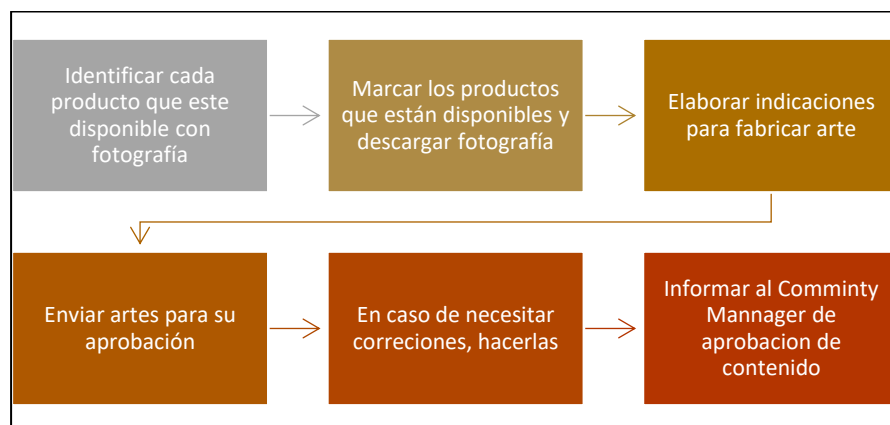 Identificar cada
producto que este
disponible con
fotografía
Marcar los productos
que están disponibles y
descargar fotografía
Elaborar indicaciones
para fabricar arte
Enviar artes para su
aprobación
En caso de necesitar
correciones, hacerlas
Informar al Comminty
Mannager de
aprobacion de
contenido